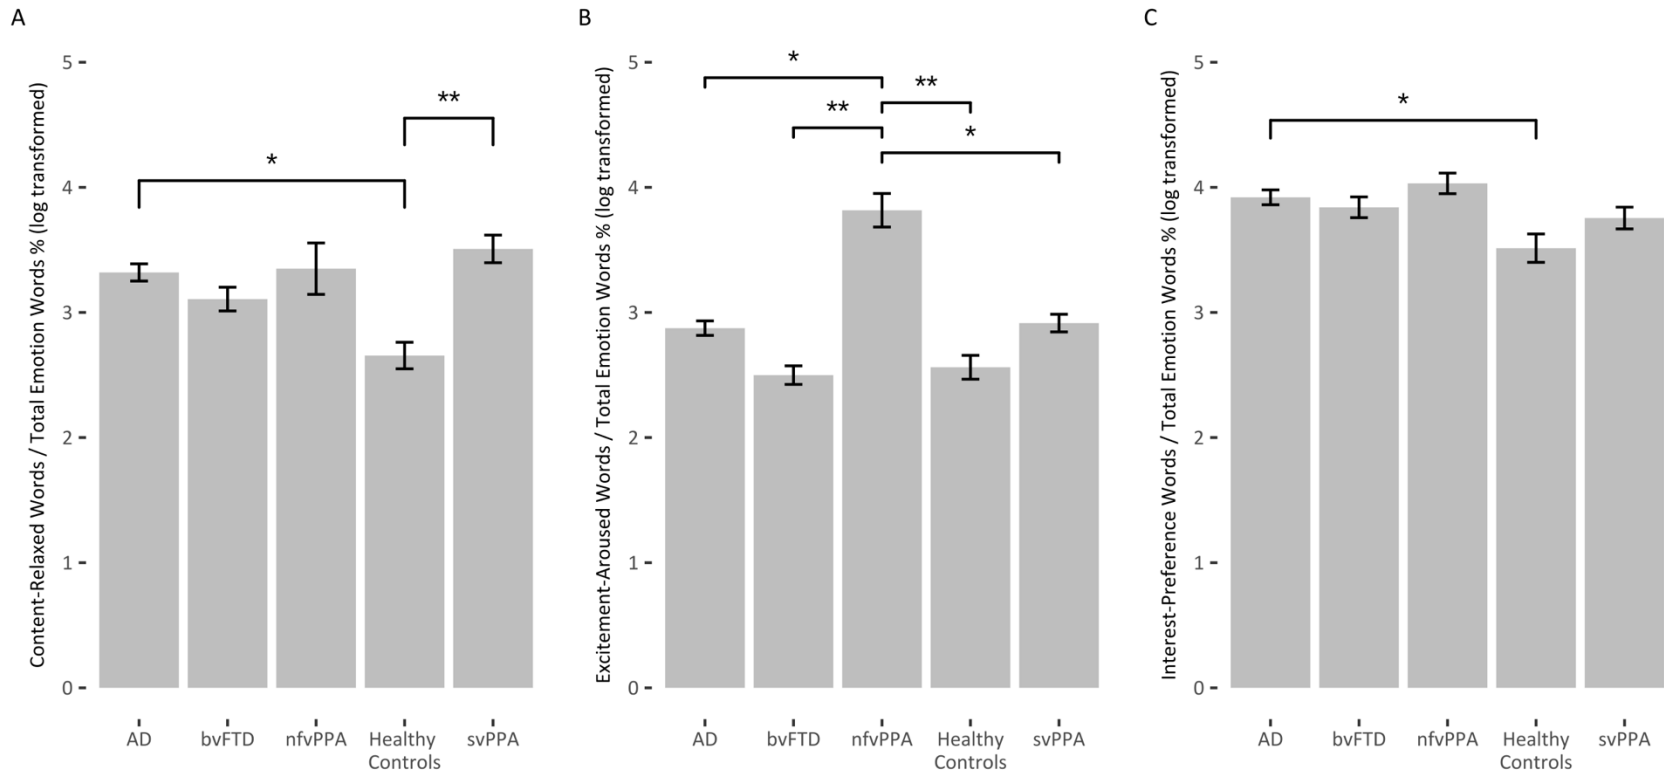 A
Content-Relaxed Words / Total Emotion Words % (log transformed)
5
4
3
2
1
0
*
**
AD
bvFTD
nfvPPA
Healthy
Controls
svPPA
B
Excitement-Aroused Words / Total Emotion Words % (log transformed)
5
4
3
2
1
0
*
**
**
*
AD
bvFTD
nfvPPA
Healthy
Controls
svPPA
C
Interest-Preference Words / Total Emotion Words % (log transformed)
5
4
3
2
1
0
*
AD
bvFTD
nfvPPA
Healthy
Controls
svPPA